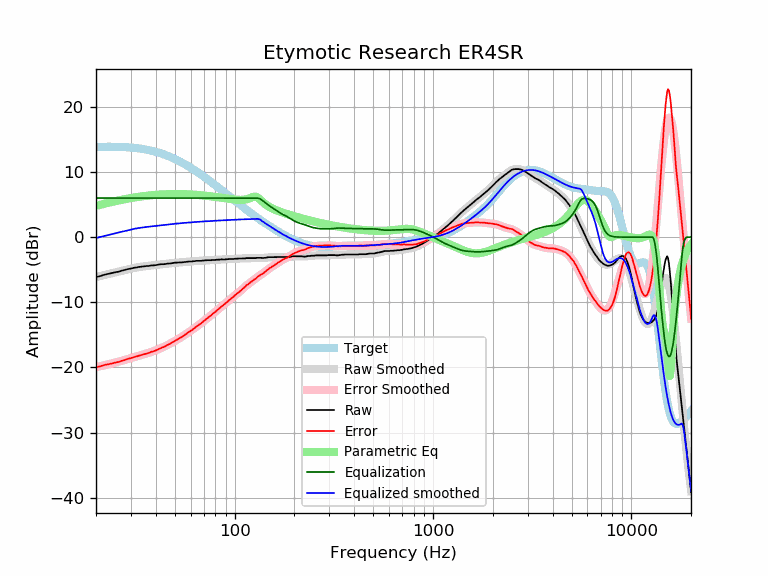 Etymotic Research ER4SR
20
10
0
−10
−20
−30
−40
Amplitude (dBr)
Target
Raw Smoothed
Error Smoothed
Raw
Error
Parametric Eq
Equalization
Equalized smoothed
100
1000
10000
Frequency (Hz)